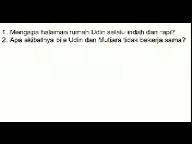 1. Mengapa halaman rumah Udin selalu indah dan rapi?
2. Apa akibatnya bila Udin dan Mutiara tidak bekerja sama?